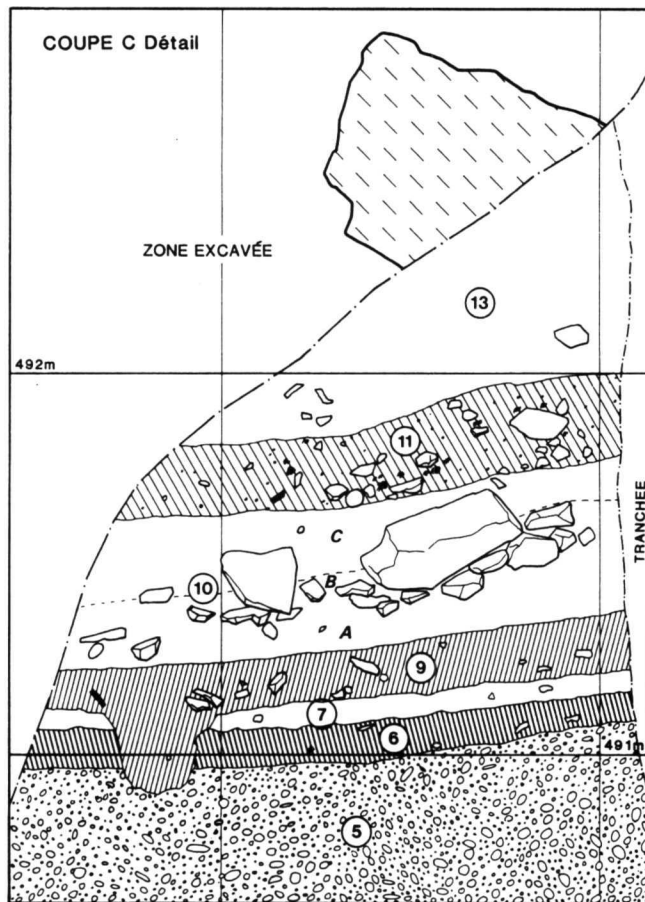 COUPE C Détail
ZONE EXCAVÉE
13
492m
11
TRANCHEE
C
10
B
A
9
7
6
491m
5